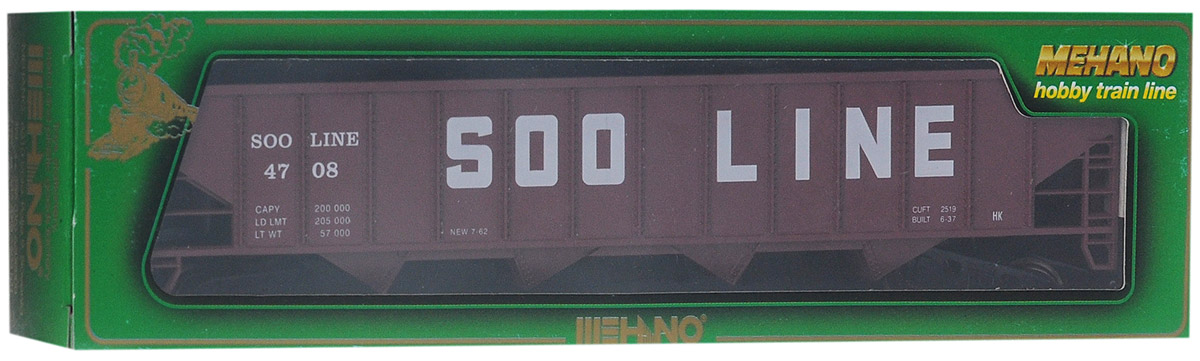 MEHANO
hobby train line
SOO LINE
4708
SOO LINE
CAPY 200 000
LD LMT 205 000
LT WT 57 000
NEW 7-62
CUFT 2519
BUILT 6-37
HK
MEHANO®
MEHANO